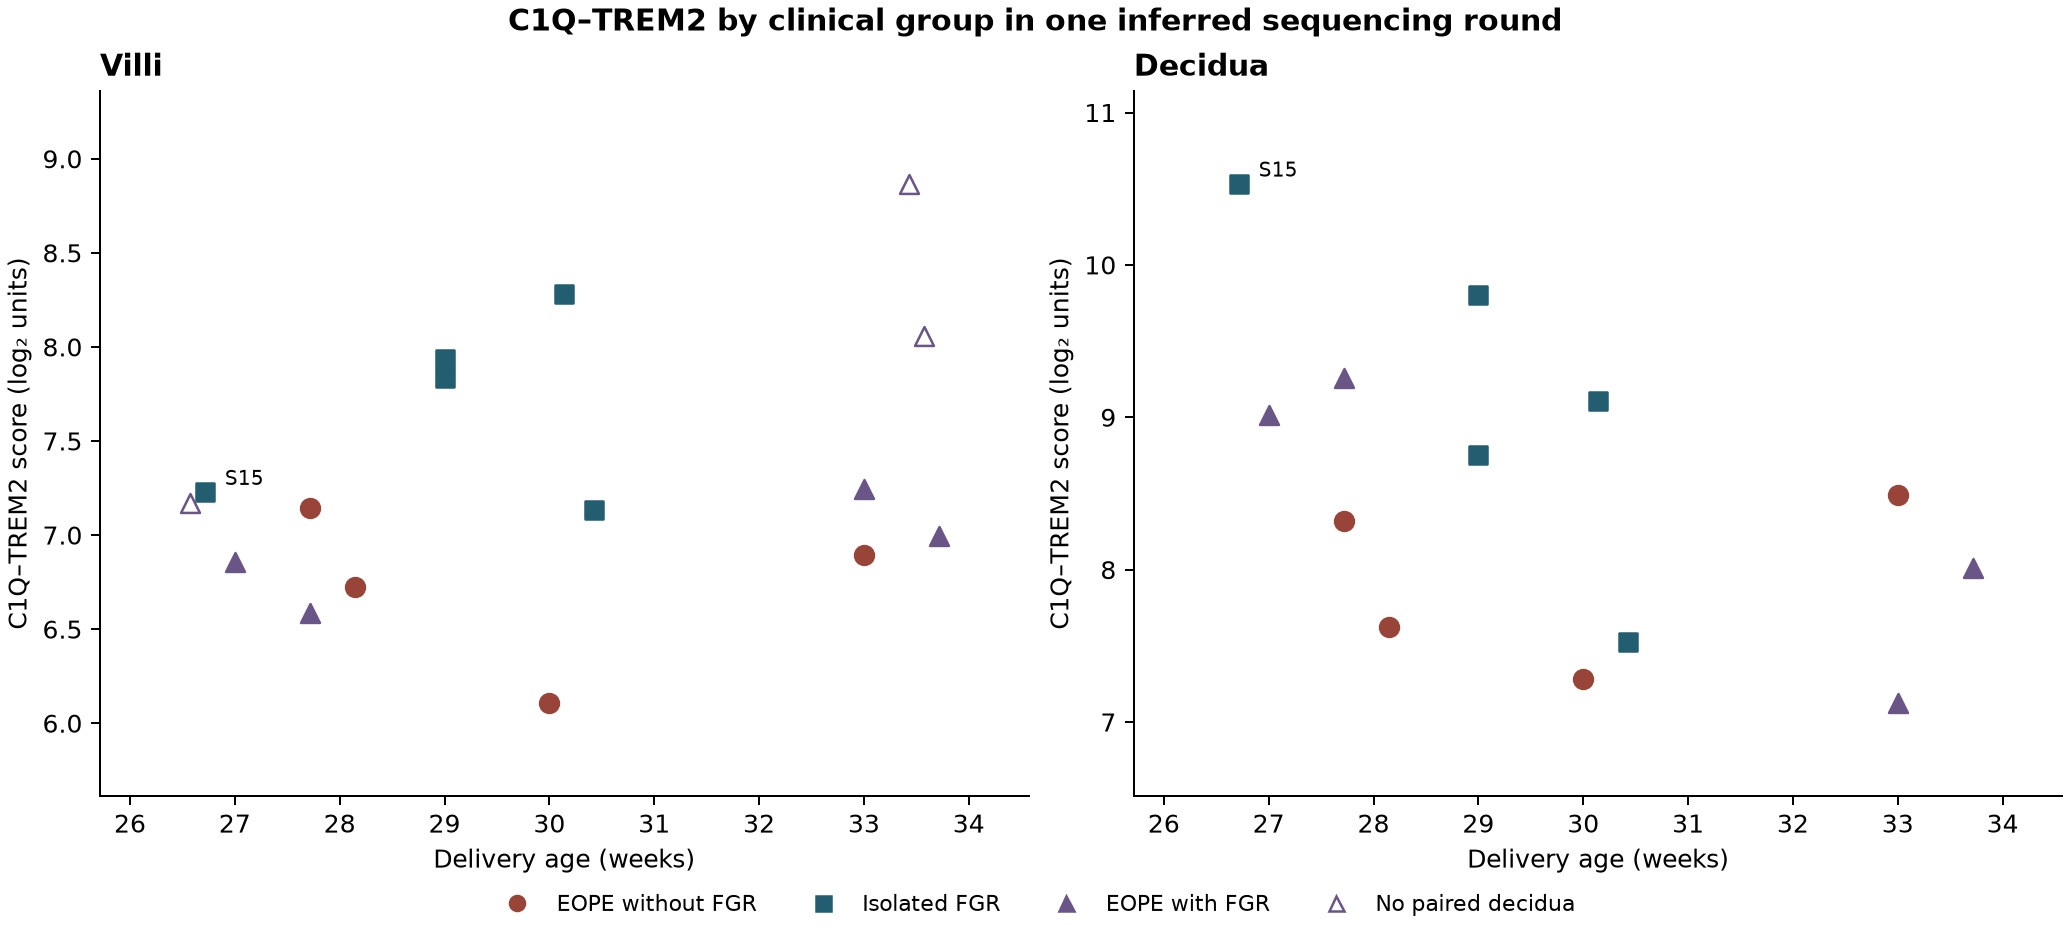 C1Q–TREM2 by clinical group in one inferred sequencing round
Villi
C1Q–TREM2 score (log₂ units)
9.0
8.5
8.0
7.5
7.0
6.5
6.0
S15
26 27 28 29 30 31 32 33 34
Delivery age (weeks)
Decidua
C1Q–TREM2 score (log₂ units)
11
10
9
8
7
S15
26 27 28 29 30 31 32 33 34
Delivery age (weeks)
EOPE without FGR Isolated FGR EOPE with FGR No paired decidua